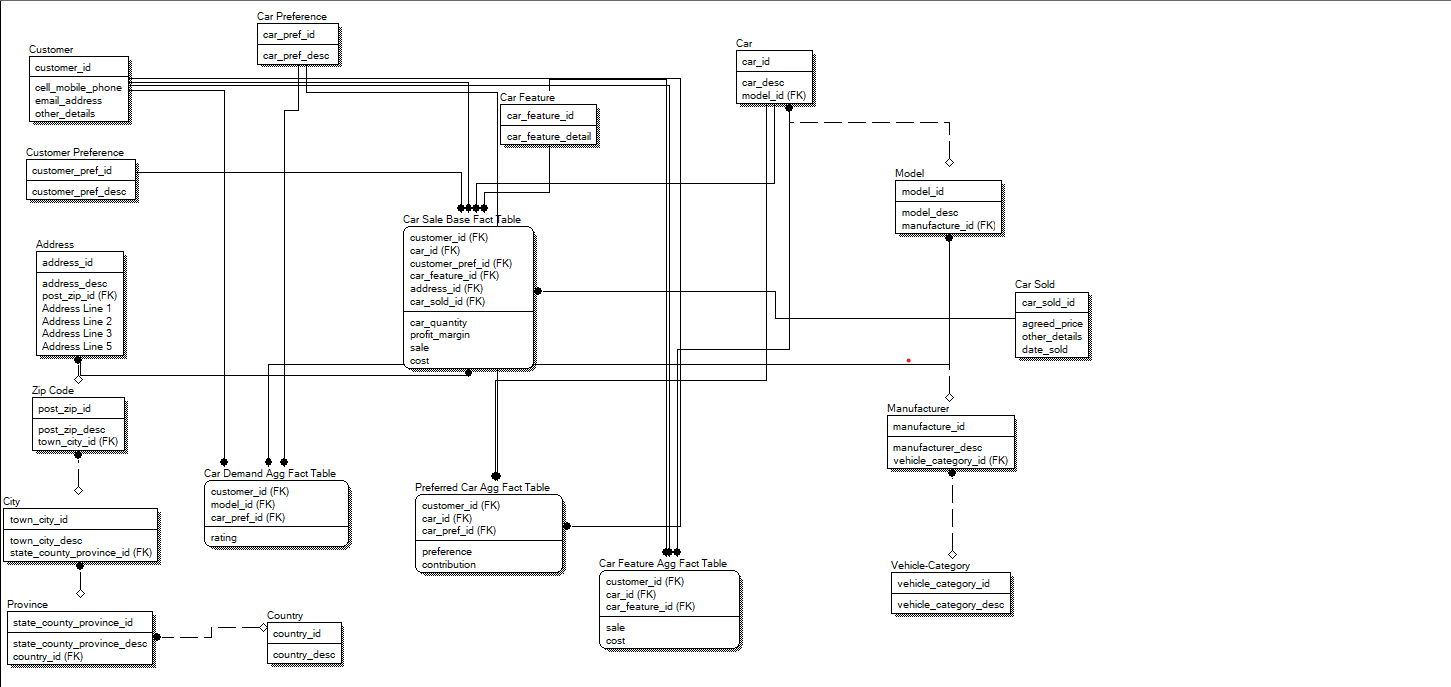 Car Preference
car_pref_id
car_pref_desc
Customer
customer_id
cell_mobile_phone
email_address
other_details
Car
car_id
car_desc
model_id (FK)
Car Feature
car_feature_id
car_feature_detail
Customer Preference
customer_pref_id
customer_pref_desc
Model
model_id
model_desc
manufacture_id (FK)
Car Sale Base Fact Table
customer_id (FK)
car_id (FK)
customer_pref_id (FK)
car_feature_id (FK)
address_id (FK)
car_sold_id (FK)
car_quantity
profit_margin
sale
cost
Address
address_id
address_desc
post_zip_id (FK)
Address Line 1
Address Line 2
Address Line 3
Address Line 5
Car Sold
car_sold_id
agreed_price
other_details
date_sold
Zip Code
post_zip_id
post_zip_desc
town_city_id (FK)
Manufacturer
manufacture_id
manufacturer_desc
vehicle_category_id (FK)
Car Demand Agg Fact Table
customer_id (FK)
model_id (FK)
car_pref_id (FK)
rating
Preferred Car Agg Fact Table
customer_id (FK)
car_id (FK)
car_pref_id (FK)
preference
contribution
City
town_city_id
town_city_desc
state_county_province_id (FK)
Car Feature Agg Fact Table
customer_id (FK)
car_id (FK)
car_feature_id (FK)
sale
cost
Vehicle-Category
vehicle_category_id
vehicle_category_desc
Province
state_county_province_id
state_county_province_desc
country_id (FK)
Country
country_id
country_desc